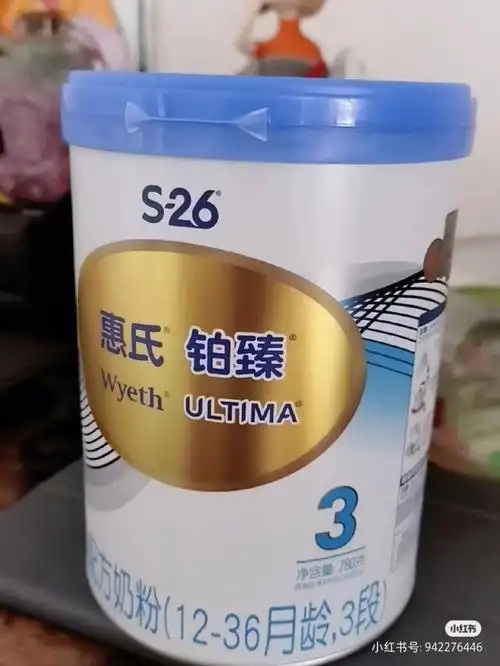 S-26®
惠氏® 铂臻®
Wyeth® ULTIMA®
3
净含量: 780克
配方奶粉(12-36月龄,3段)
小红书
小红书号: 942276446